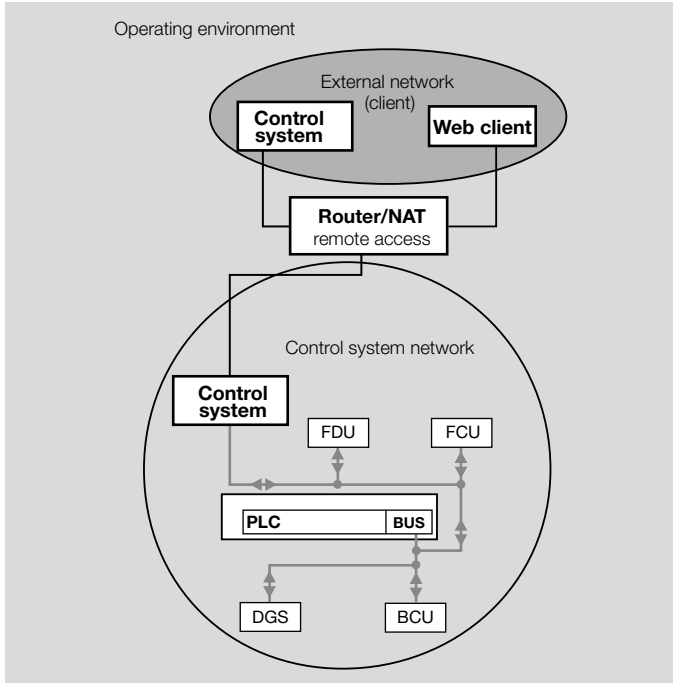 Operating environment
External network
(client)
Control
system
Web client
Router/NAT
remote access
Control system network
Control
system
FDU
FCU
PLC
BUS
DGS
BCU